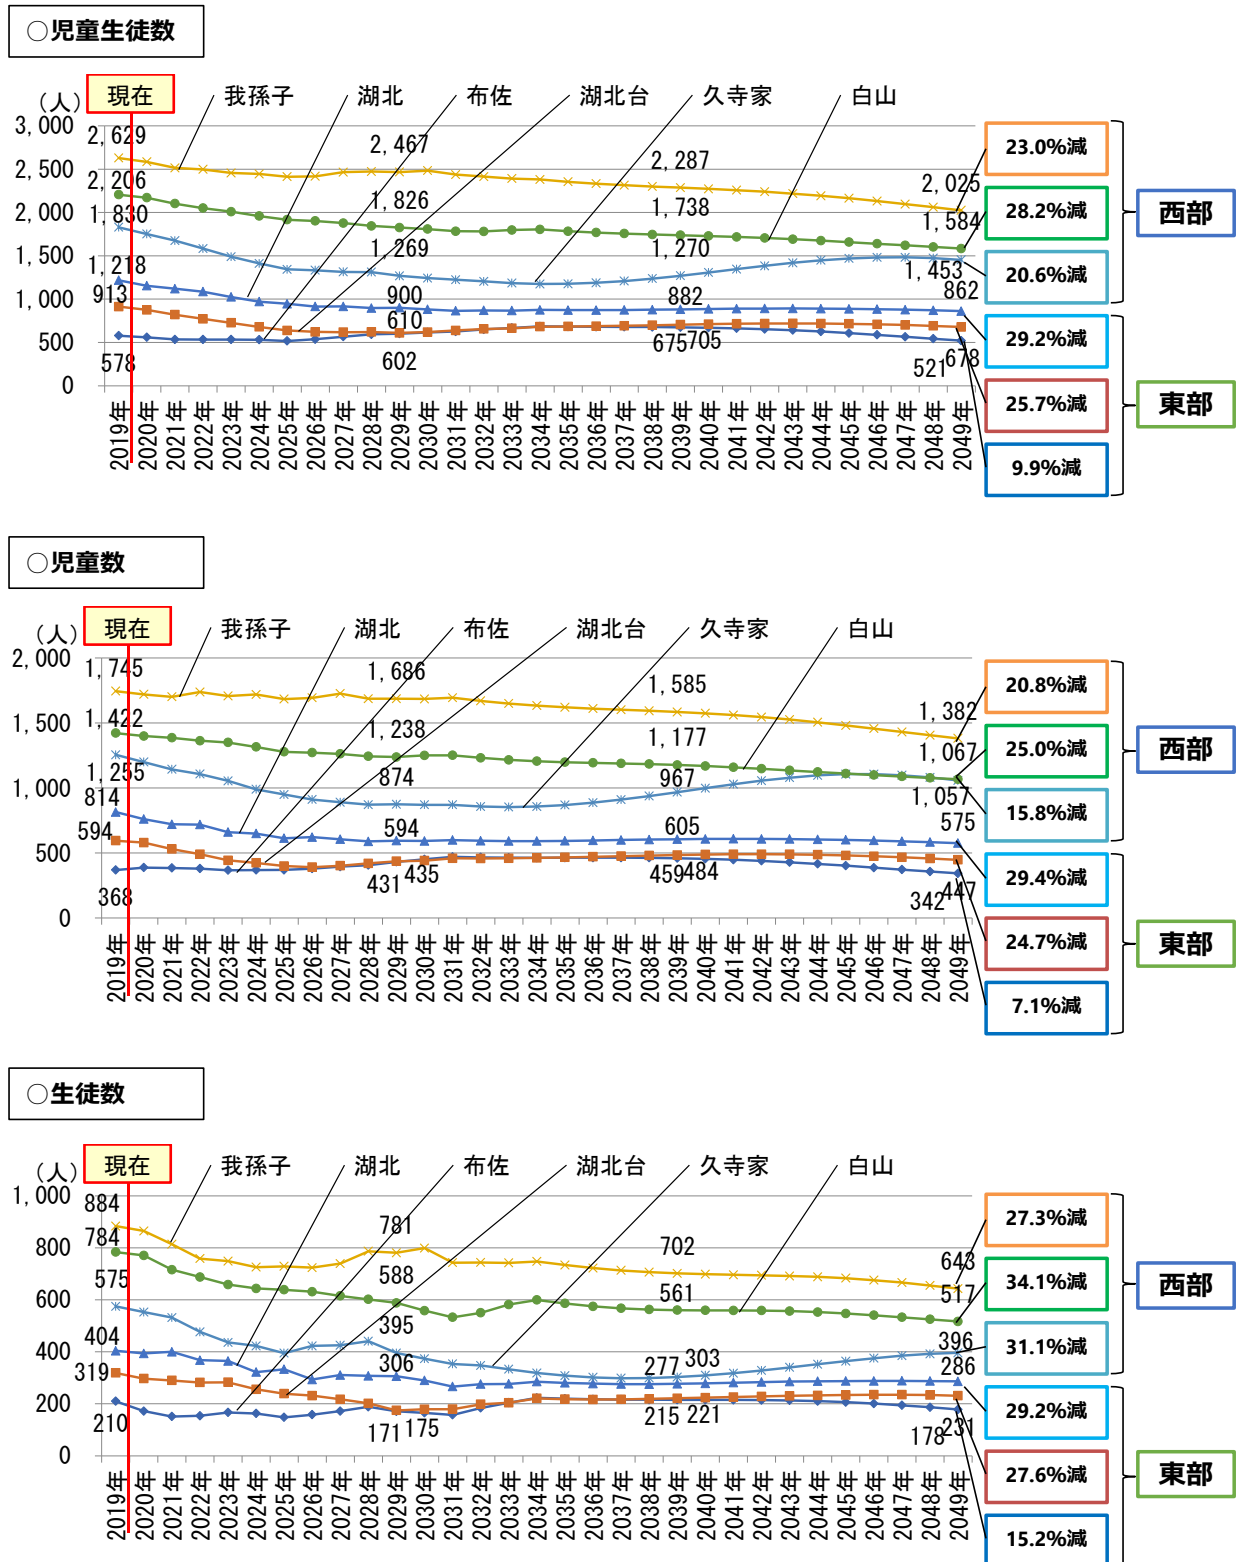 ○児童生徒数
(人)
現在
我孫子
湖北
布佐
湖北台
久寺家
白山
3,000
2,500
2,000
1,500
1,000
500
0
2,629
2,467
2,287
2,025
2,206
1,826
1,738
1,584
1,830
1,269
1,270
1,453
1,218
900
882
862
913
610
705
678
578
602
675
521
2019年 2020年 2021年 2022年 2023年 2024年 2025年 2026年 2027年 2028年 2029年 2030年 2031年 2032年 2033年 2034年 2035年 2036年 2037年 2038年 2039年 2040年 2041年 2042年 2043年 2044年 2045年 2046年 2047年 2048年 2049年
23.0%減
28.2%減
20.6%減
西部
29.2%減
25.7%減
9.9%減
東部
○児童数
(人)
現在
我孫子
湖北
布佐
湖北台
久寺家
白山
2,000
1,500
1,000
500
0
1,745
1,686
1,585
1,382
1,422
1,238
1,177
1,067
1,255
874
967
1,057
814
594
605
575
594
435
484
447
368
431
459
342
2019年 2020年 2021年 2022年 2023年 2024年 2025年 2026年 2027年 2028年 2029年 2030年 2031年 2032年 2033年 2034年 2035年 2036年 2037年 2038年 2039年 2040年 2041年 2042年 2043年 2044年 2045年 2046年 2047年 2048年 2049年
20.8%減
25.0%減
15.8%減
西部
29.4%減
24.7%減
7.1%減
東部
○生徒数
(人)
現在
我孫子
湖北
布佐
湖北台
久寺家
白山
1,000
800
600
400
200
0
884
781
702
643
784
588
561
517
575
395
303
396
404
306
277
286
319
175
221
231
210
171
215
178
2019年 2020年 2021年 2022年 2023年 2024年 2025年 2026年 2027年 2028年 2029年 2030年 2031年 2032年 2033年 2034年 2035年 2036年 2037年 2038年 2039年 2040年 2041年 2042年 2043年 2044年 2045年 2046年 2047年 2048年 2049年
27.3%減
34.1%減
31.1%減
西部
29.2%減
27.6%減
15.2%減
東部